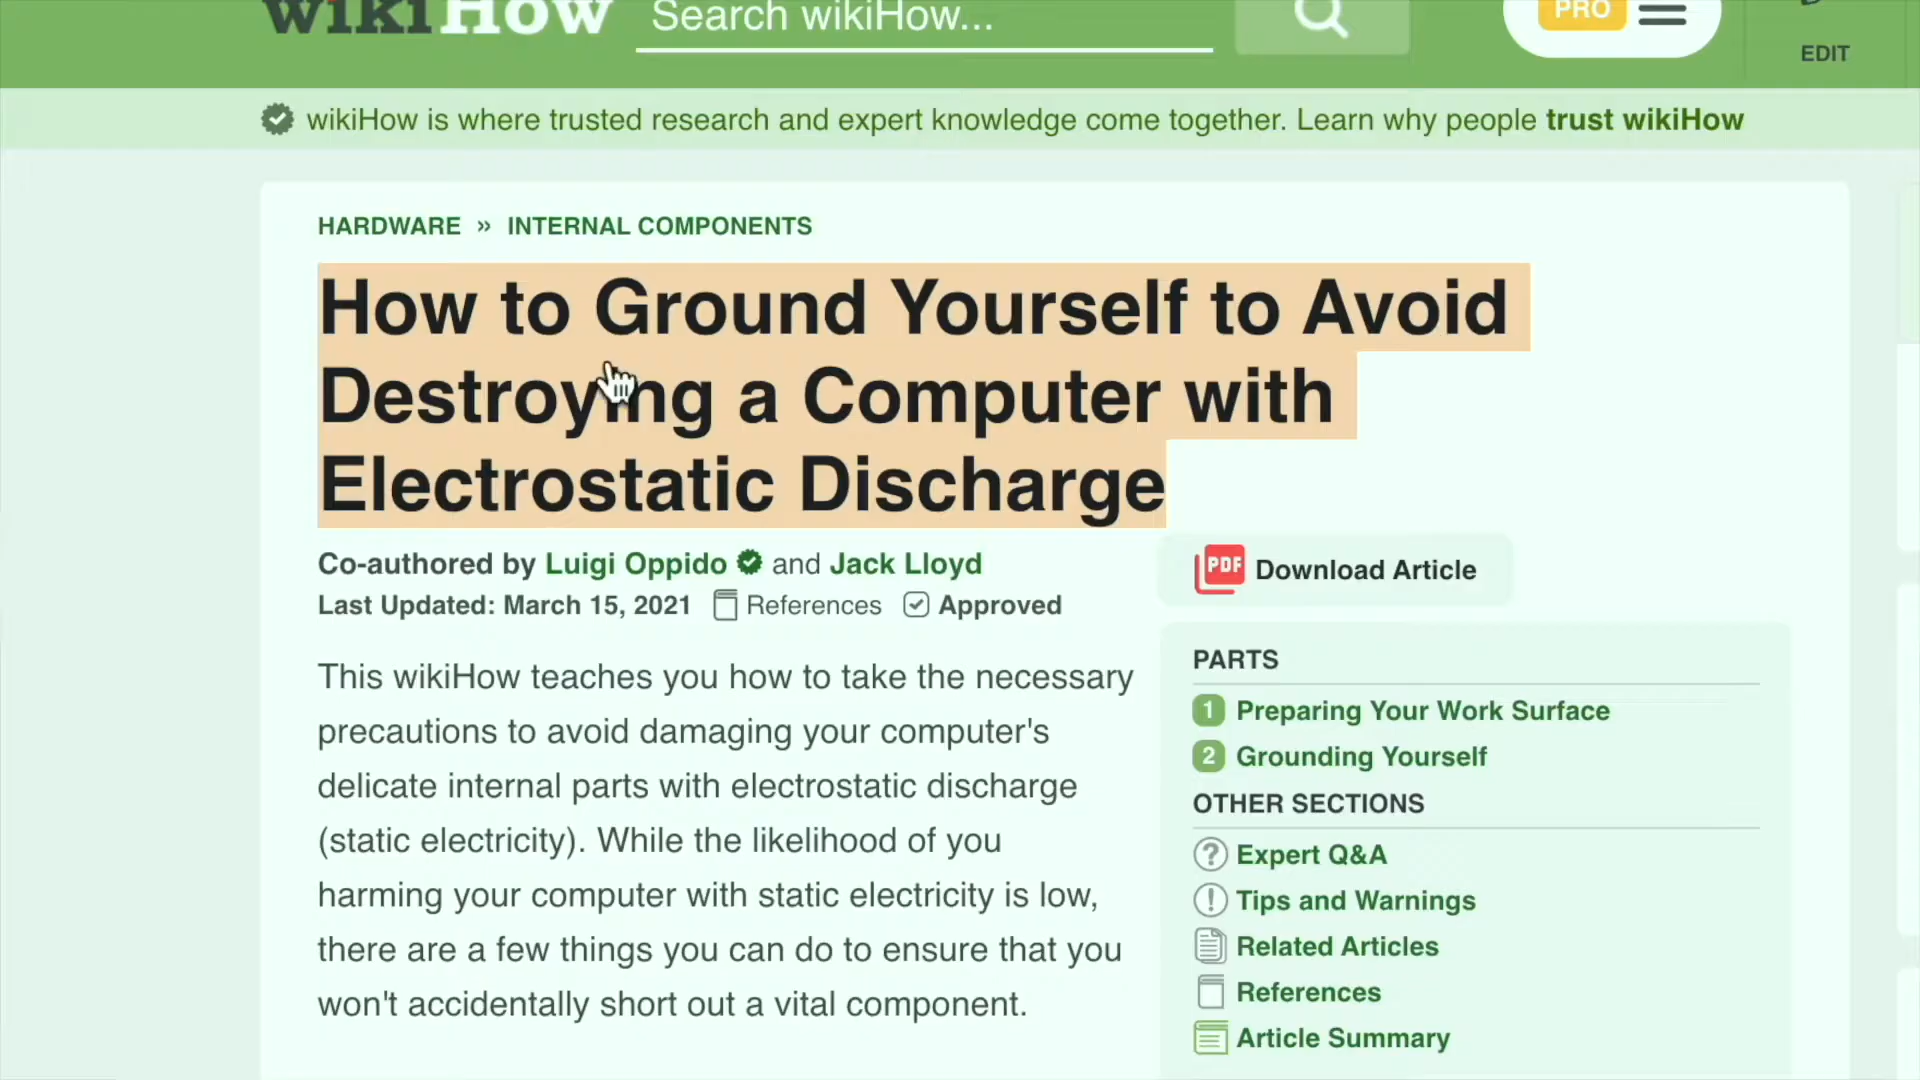 wikiHow
Search wikiHow...
PRO
EDIT
wikiHow is where trusted research and expert knowledge come together. Learn why people trust wikiHow
HARDWARE » INTERNAL COMPONENTS
How to Ground Yourself to Avoid
Destroying a Computer with
Electrostatic Discharge
Co-authored by Luigi Oppido and Jack Lloyd
Last Updated: March 15, 2021 References Approved
PDF Download Article
This wikiHow teaches you how to take the necessary
precautions to avoid damaging your computer's
delicate internal parts with electrostatic discharge
(static electricity). While the likelihood of you
harming your computer with static electricity is low,
there are a few things you can do to ensure that you
won't accidentally short out a vital component.
PARTS
1 Preparing Your Work Surface
2 Grounding Yourself
OTHER SECTIONS
? Expert Q&A
! Tips and Warnings
Related Articles
References
Article Summary